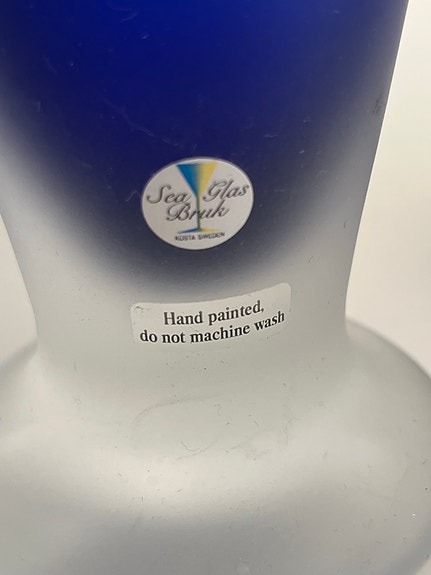 Sea Glas
Bruk
KOSTA SWEDEN
Hand painted,
do not machine wash